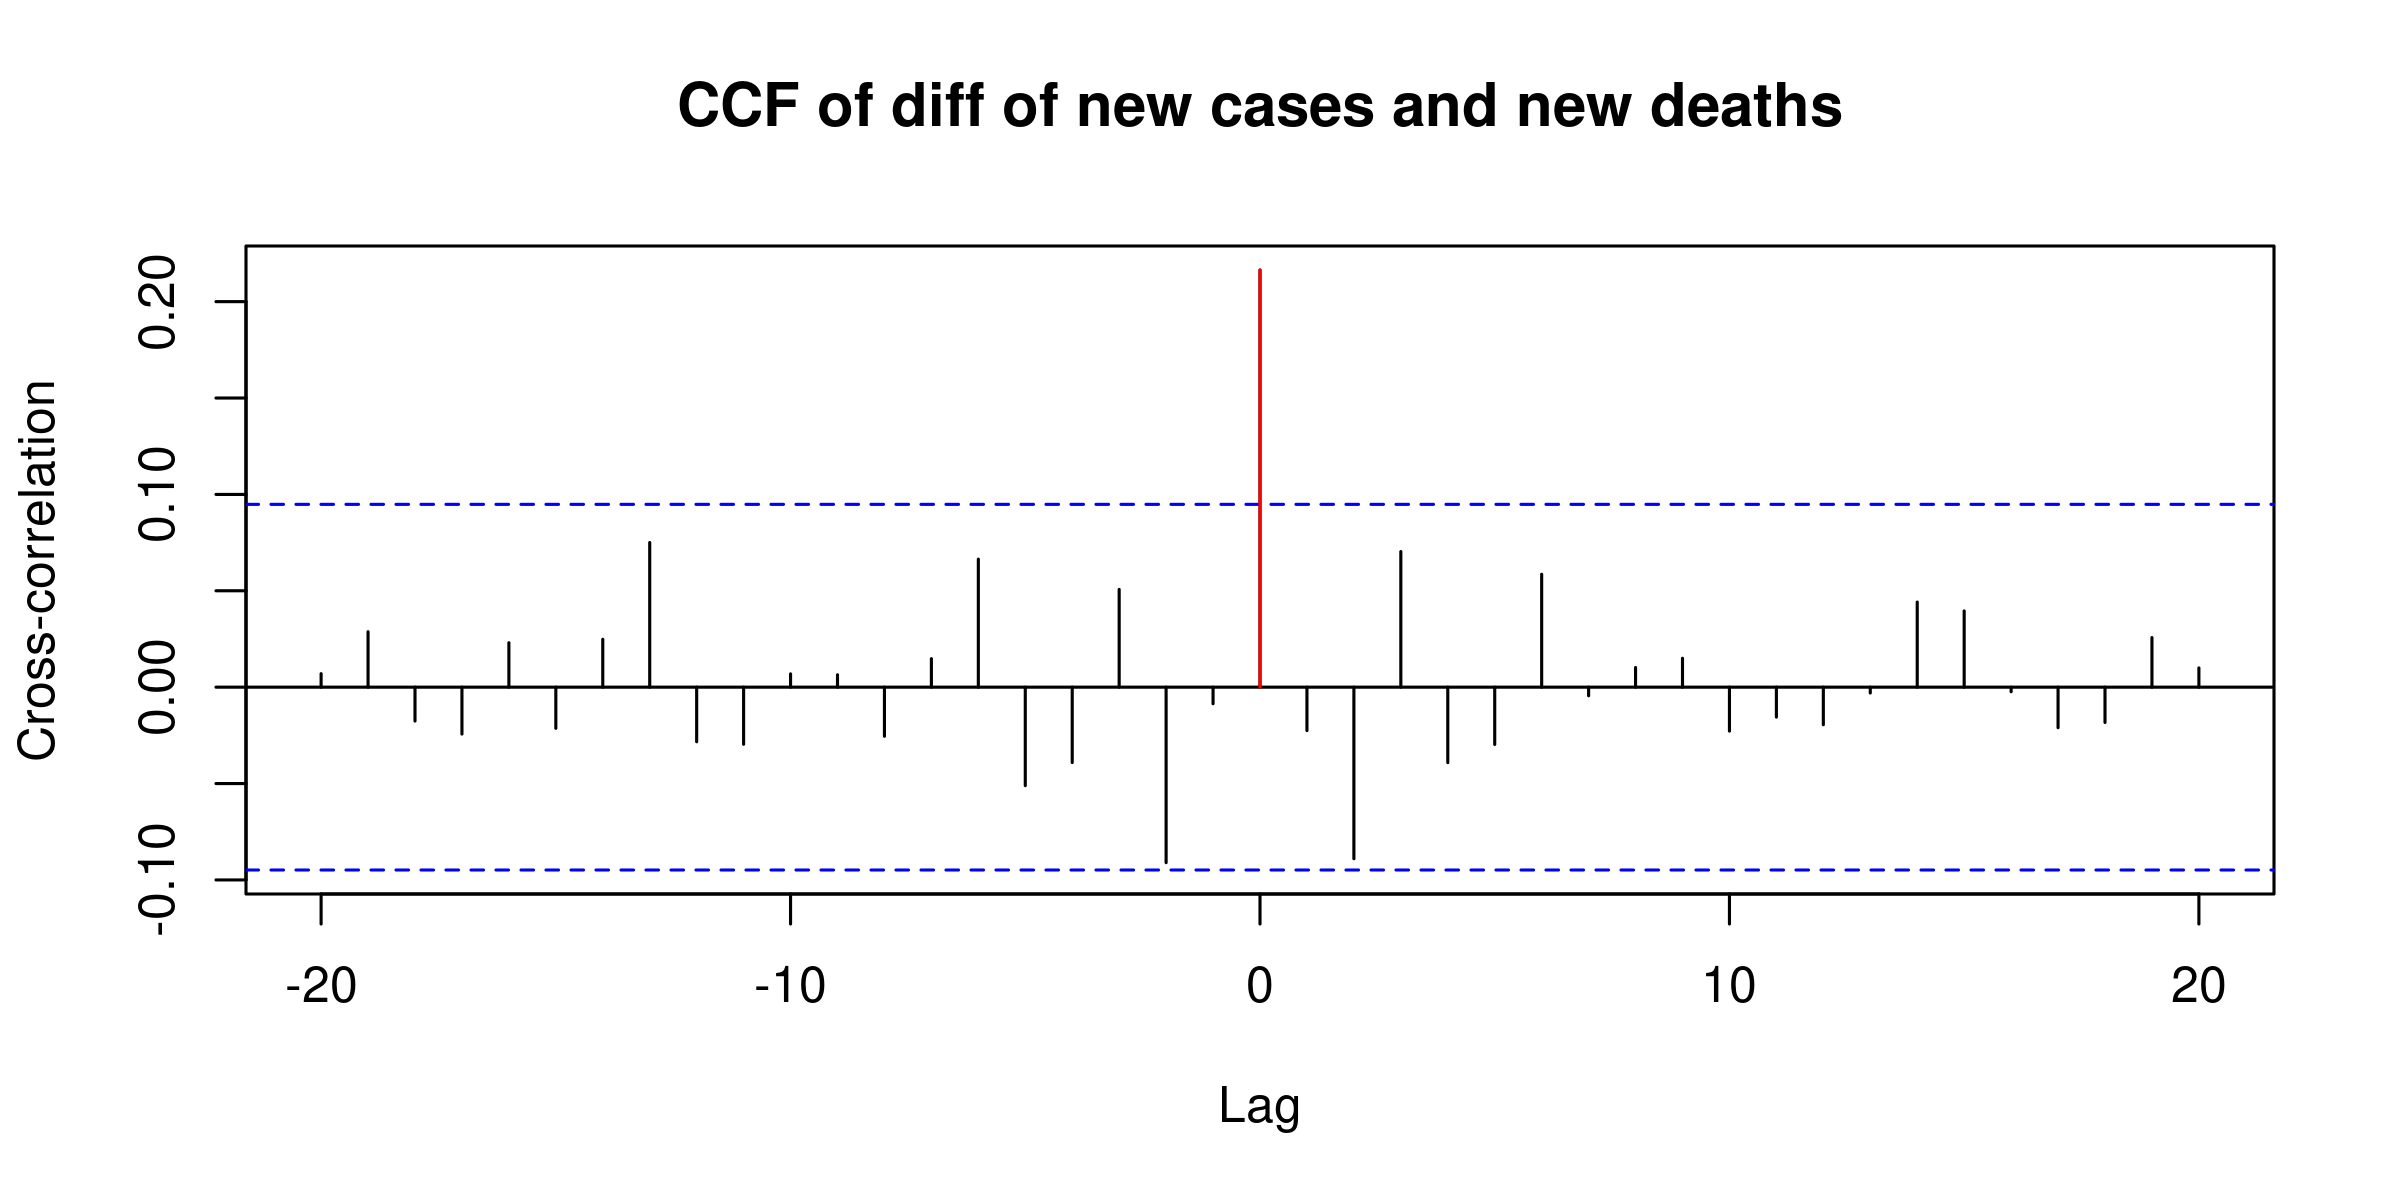 CCF of diff of new cases and new deaths
Cross-correlation
0.20
0.10
0.00
-0.10
-20 -10 0 10 20
Lag